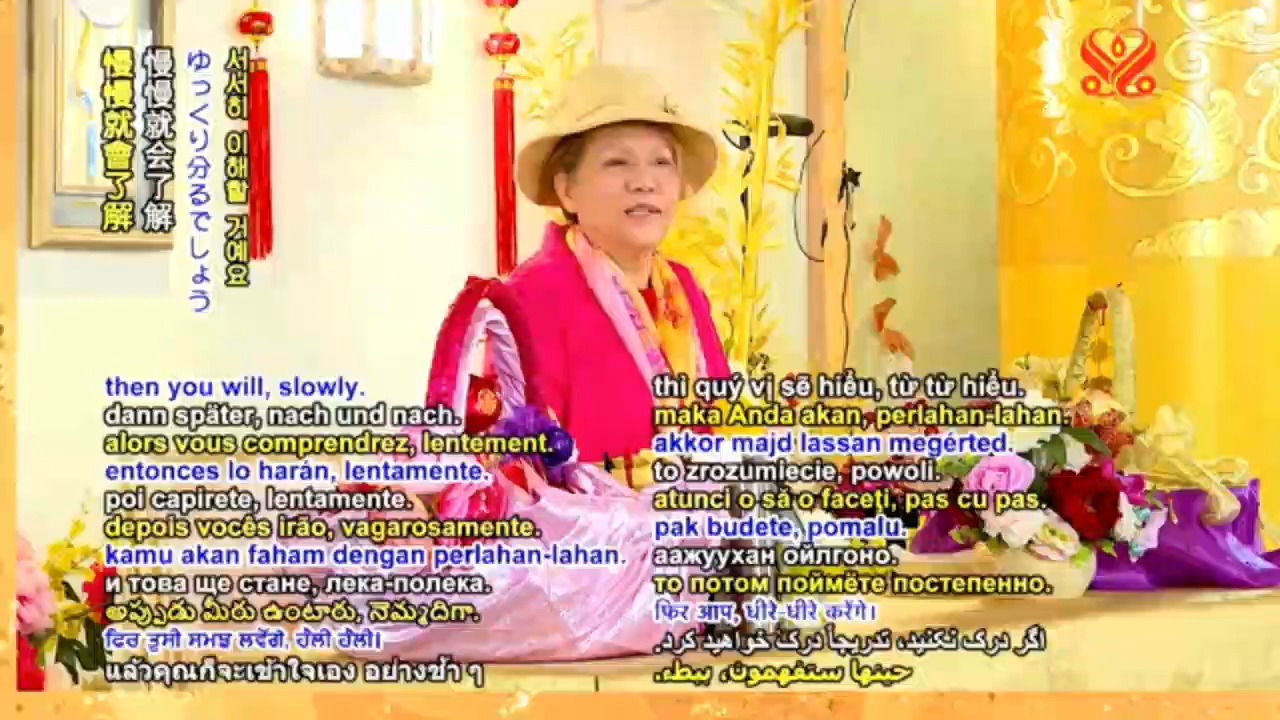 慢慢就會了解
慢慢就会了解
ゆっくり分るでしょう
서서히 이해할 거예요
then you will, slowly.
dann später, nach und nach.
alors vous comprendrez, lentement.
entonces lo harán, lentamente.
poi capirete, lentamente.
depois vocês irão, vagarosamente.
kamu akan faham dengan perlahan-lahan.
и това ще стане, лека-полека.
అప్పుడు మీరు ఉంటారు, నెమ్మదిగా.
ਫਿਰ ਤੁਸੀ ਸਮਝ ਲਵੋਗੇ, ਹੌਲੀ ਹੌਲੀ।
แล้วคุณก็จะเข้าใจเอง อย่างช้า ๆ
thì quý vị sẽ hiểu, từ từ hiểu.
maka Anda akan, perlahan-lahan.
akkor majd lassan megérted.
to zrozumiecie, powoli.
atunci o să o faceţi, pas cu pas.
pak budete, pomalu.
аажуухан ойлгоно.
то потом поймёте постепенно.
फिर आप, धीरे-धीरे करेंगे।
اگر درک نکنید، تدریجاً درک خواهید کرد.
حينها ستفهمون، ببطء.